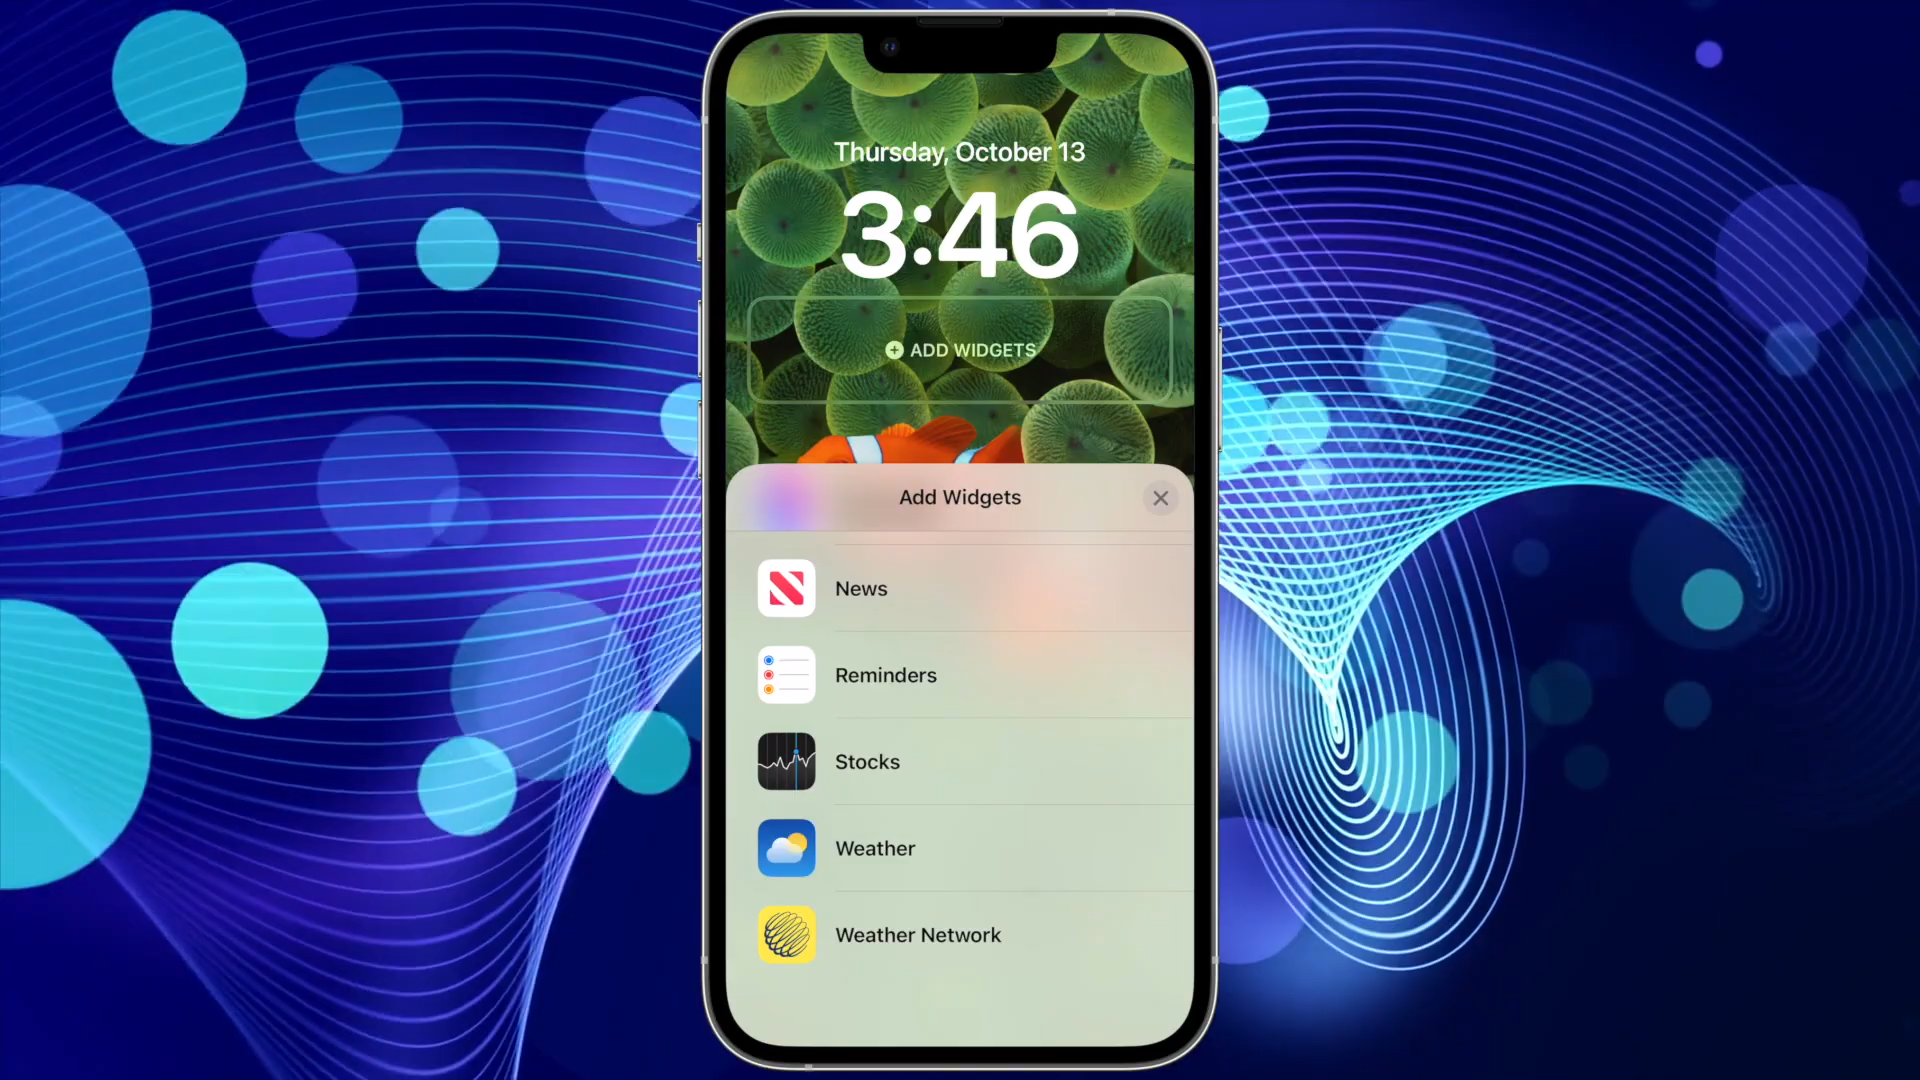 Thursday, October 13
3:46
ADD WIDGETS
Add Widgets
News
Reminders
Stocks
Weather
Weather Network